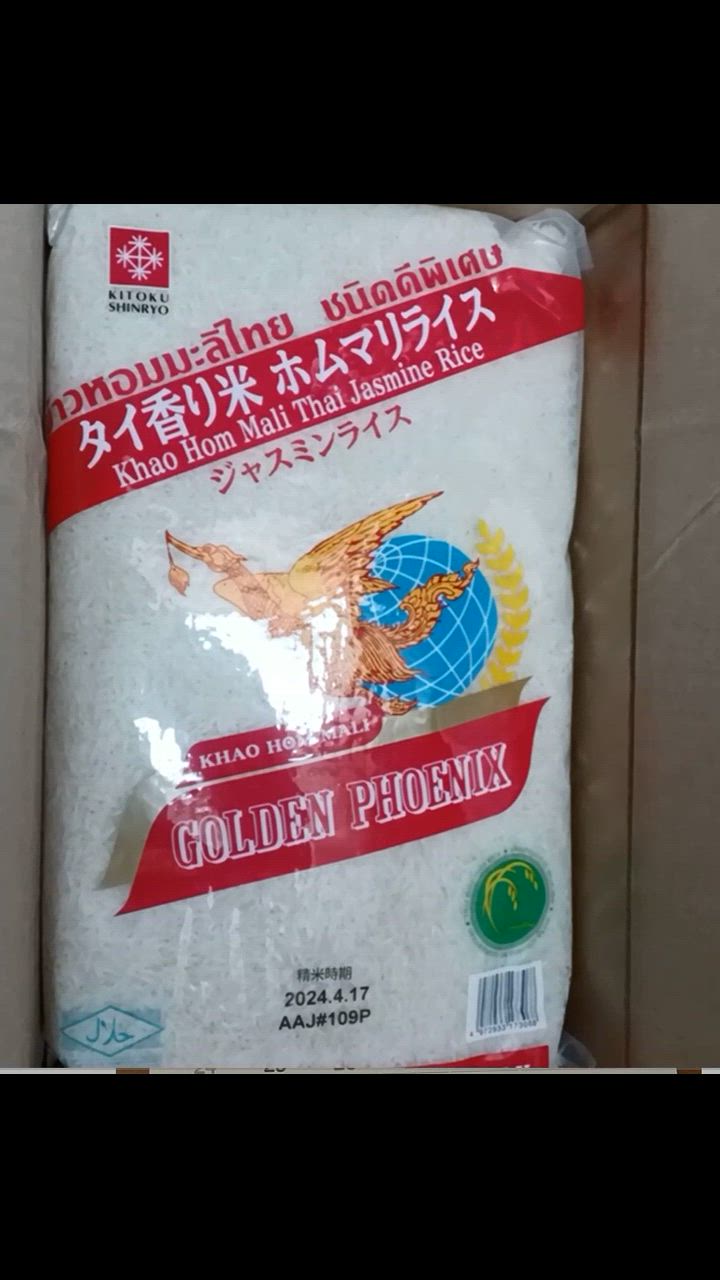 KITOKU
SHINRYO
ข้าวหอมมะลิไทย ชนิดดีพิเศษ
タイ香り米 ホムマリライス
Khao Hom Mali Thai Jasmine Rice
ジャスミンライス
KHAO HOM MALI
GOLDEN PHOENIX
精米時期
2024.4.17
AAJ#109P
حلال